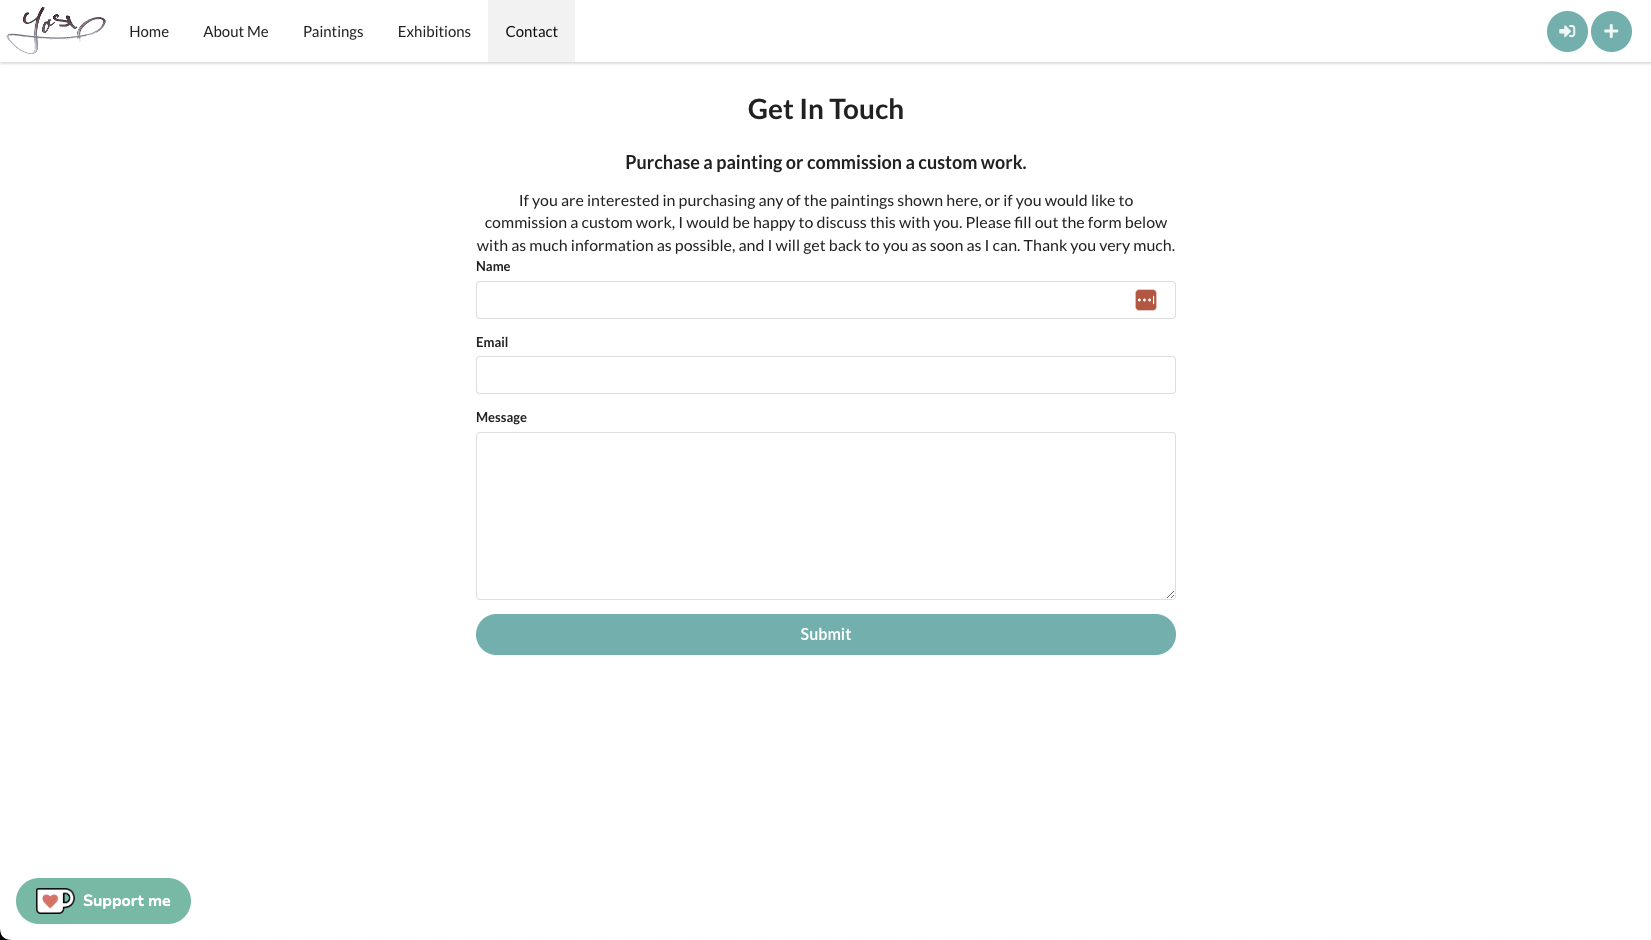 Home
About Me
Paintings
Exhibitions
Contact
Get In Touch
Purchase a painting or commission a custom work.
If you are interested in purchasing any of the paintings shown here, or if you would like to
commission a custom work, I would be happy to discuss this with you. Please fill out the form below
with as much information as possible, and I will get back to you as soon as I can. Thank you very much.
Name
Email
Message
Submit
Support me